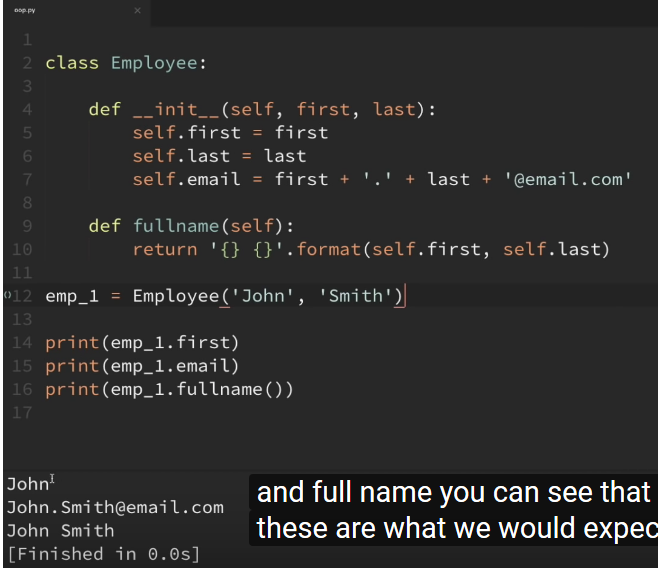 oop.py ×
1
2 class Employee:
3
4     def __init__(self, first, last):
5         self.first = first
6         self.last = last
7         self.email = first + '.' + last + '@email.com'
8
9     def fullname(self):
10         return '{} {}'.format(self.first, self.last)
11
12 emp_1 = Employee('John', 'Smith')
13
14 print(emp_1.first)
15 print(emp_1.email)
16 print(emp_1.fullname())
17
John
John.Smith@email.com
John Smith
[Finished in 0.0s]
and full name you can see that
these are what we would expec